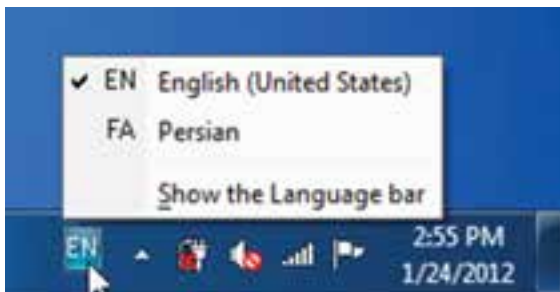 ✔ EN English (United States)
FA Persian
Show the Language bar
EN
2:55 PM
1/24/2012